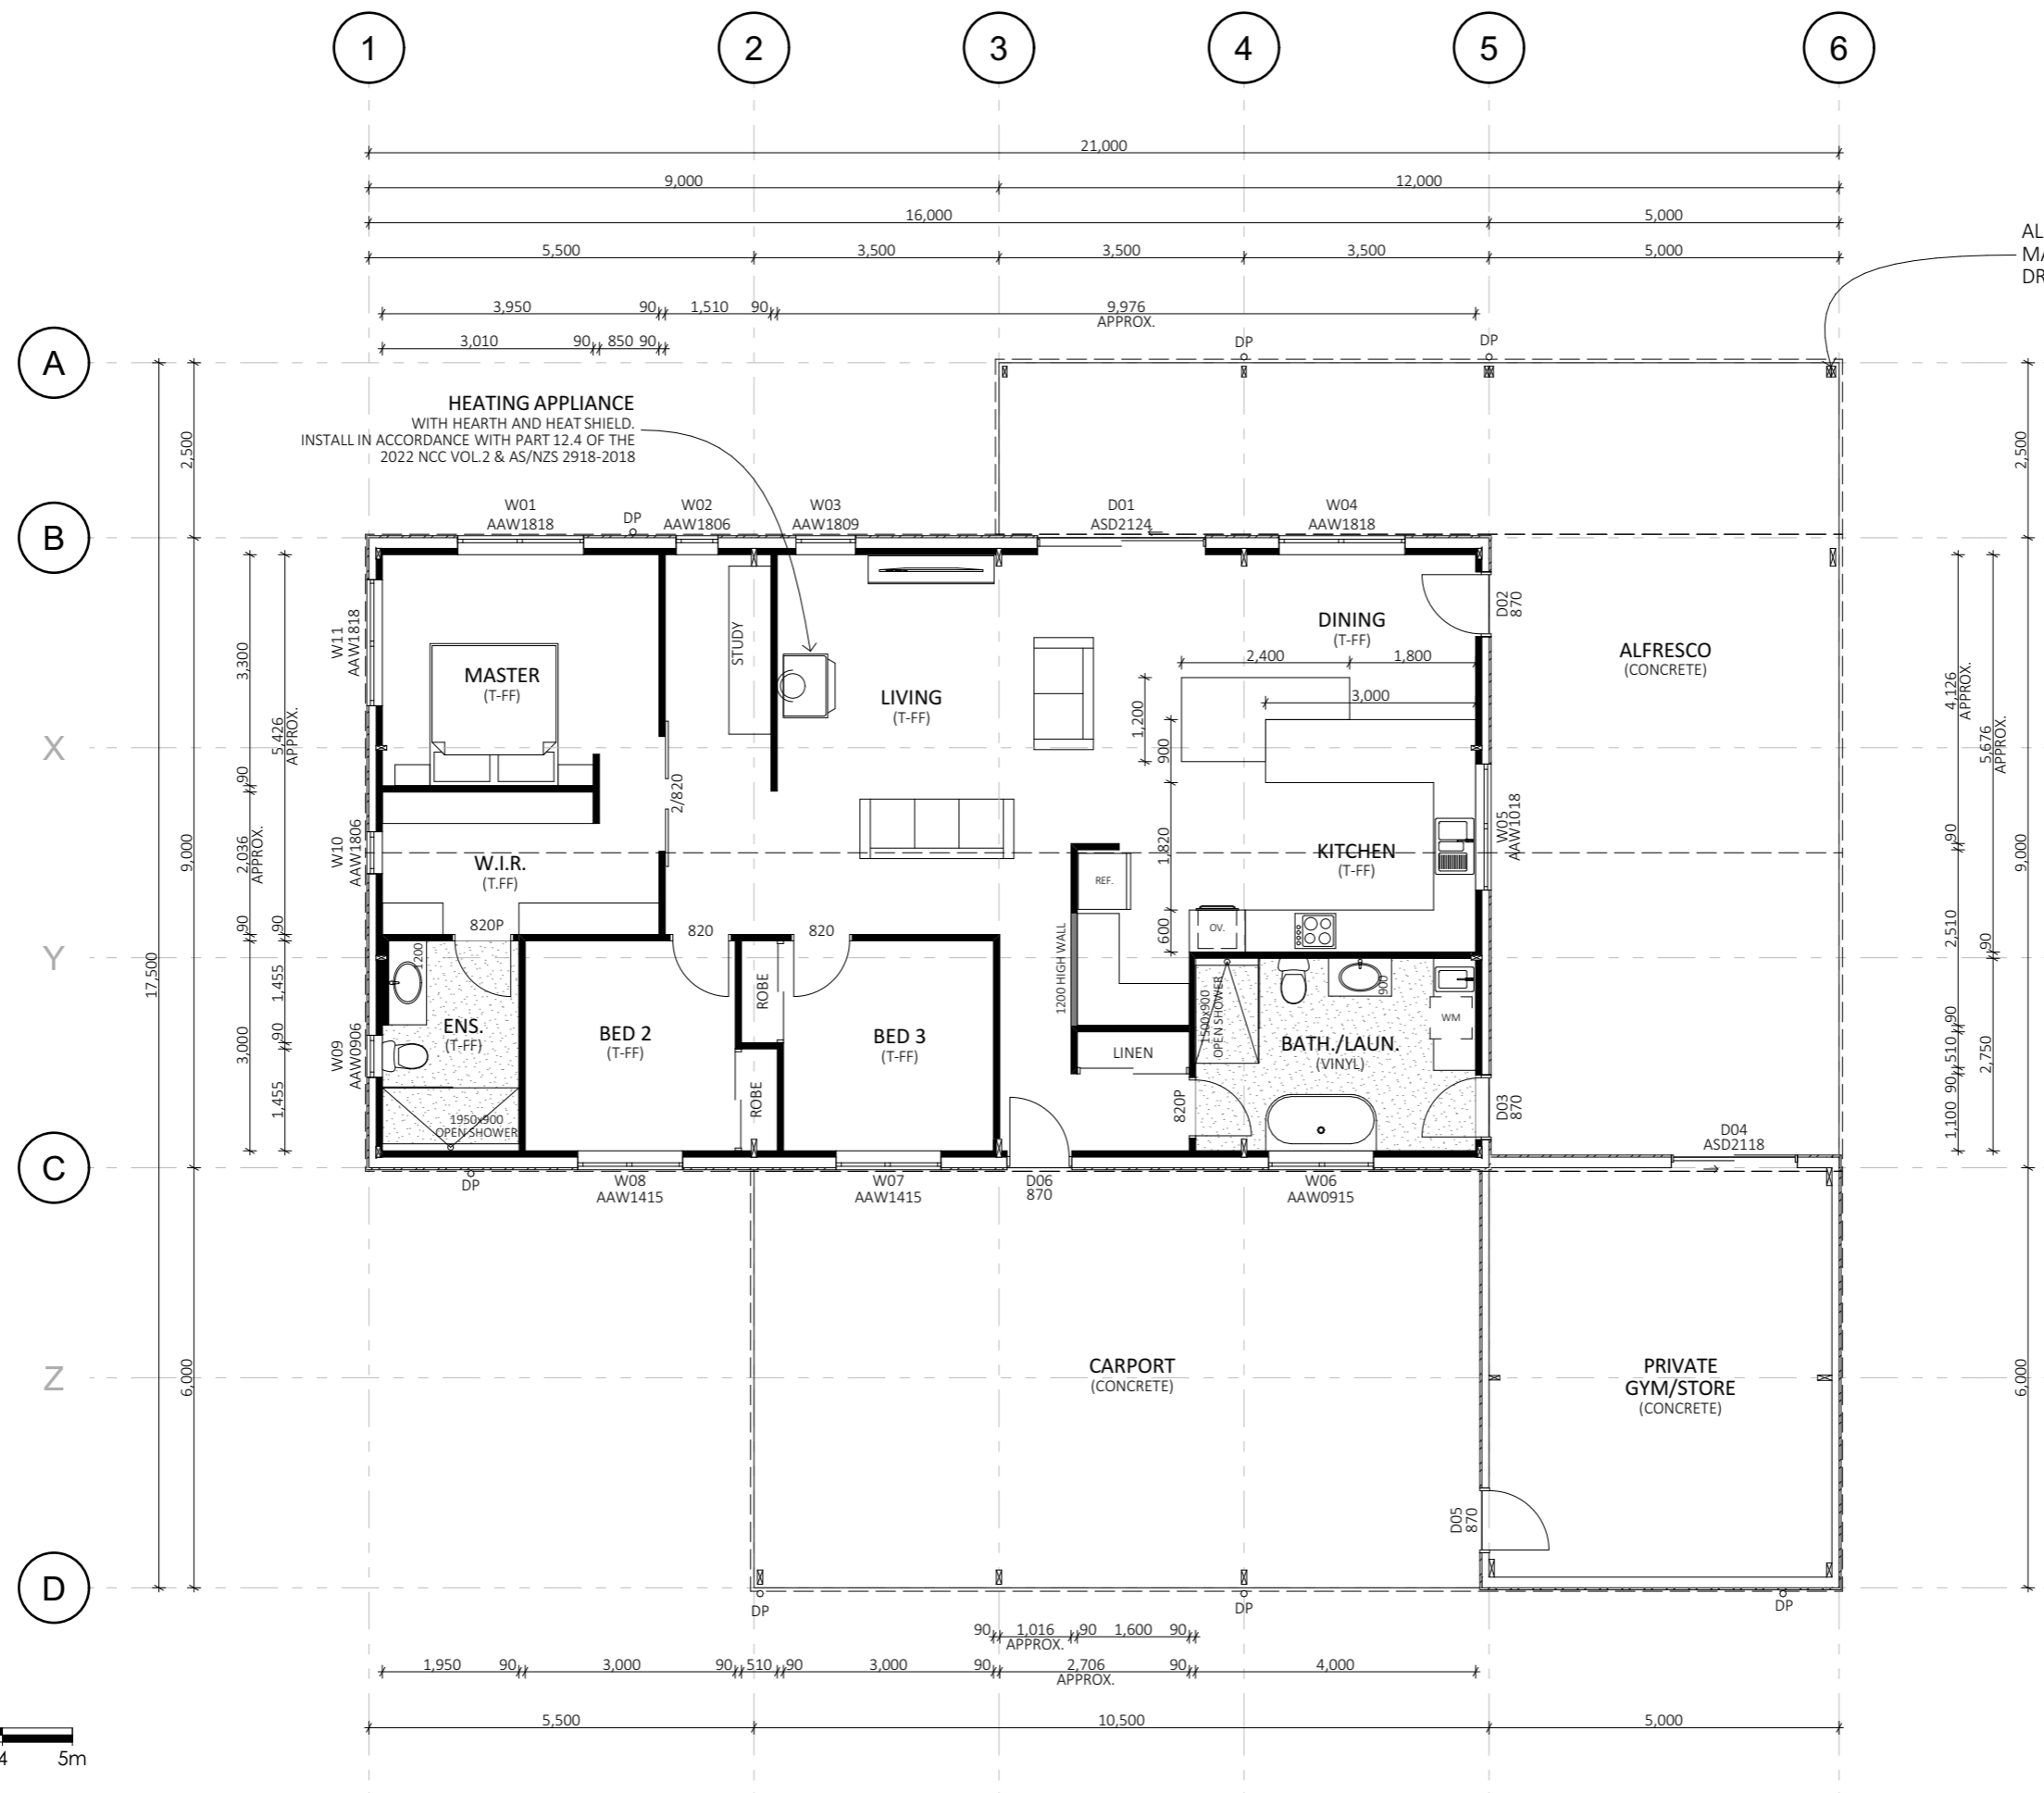 1 2 3 4 5 6
21,000
9,000 12,000
16,000 5,000
5,500 3,500 3,500 3,500 5,000
AL
MA
DR
3,950 90 1,510 90 9,976
APPROX.
3,010 90 850 90
DP DP
A
HEATING APPLIANCE
WITH HEARTH AND HEAT SHIELD.
INSTALL IN ACCORDANCE WITH PART 12.4 OF THE
2022 NCC VOL.2 & AS/NZS 2918-2018
2,500
2,500
W01
AAW1818
DP
W02
AAW1806
W03
AAW1809
D01
ASD2124
W04
AAW1818
B
W11
AAW1818
MASTER
(T-FF)
STUDY
LIVING
(T-FF)
DINING
(T-FF)
D02
870
ALFRESCO
(CONCRETE)
2,400 1,800
3,000
1,200
900
1,820
600
3,300
90
2,036
APPROX.
90
3,000
5,426
APPROX.
90
1,455
90
1,455
4,126
APPROX.
90
2,510
90
510
90
1,100
5,676
APPROX.
90
2,750
X
2/820
W10
AAW1806
W.I.R.
(T.FF)
KITCHEN
(T-FF)
W05
AAW1018
REF.
OV.
9,000
9,000
17,500
820P 820 820
Y
1200
ENS.
(T-FF)
BED 2
(T-FF)
ROBE
ROBE
BED 3
(T-FF)
1200 HIGH WALL
LINEN
1500x900
OPEN SHOWER
900
WM
BATH./LAUN.
(VINYL)
W09
AAW0906
1950x900
OPEN SHOWER
820P
D03
870
D04
ASD2118
C
DP
W08
AAW1415
W07
AAW1415
D06
870
W06
AAW0915
6,000
6,000
Z
CARPORT
(CONCRETE)
PRIVATE
GYM/STORE
(CONCRETE)
D05
870
D
DP DP DP
90 1,016 90 1,600 90
APPROX.
1,950 90 3,000 90 510 90 3,000 90 2,706 90 4,000
APPROX.
5,500 10,500 5,000
4 5m